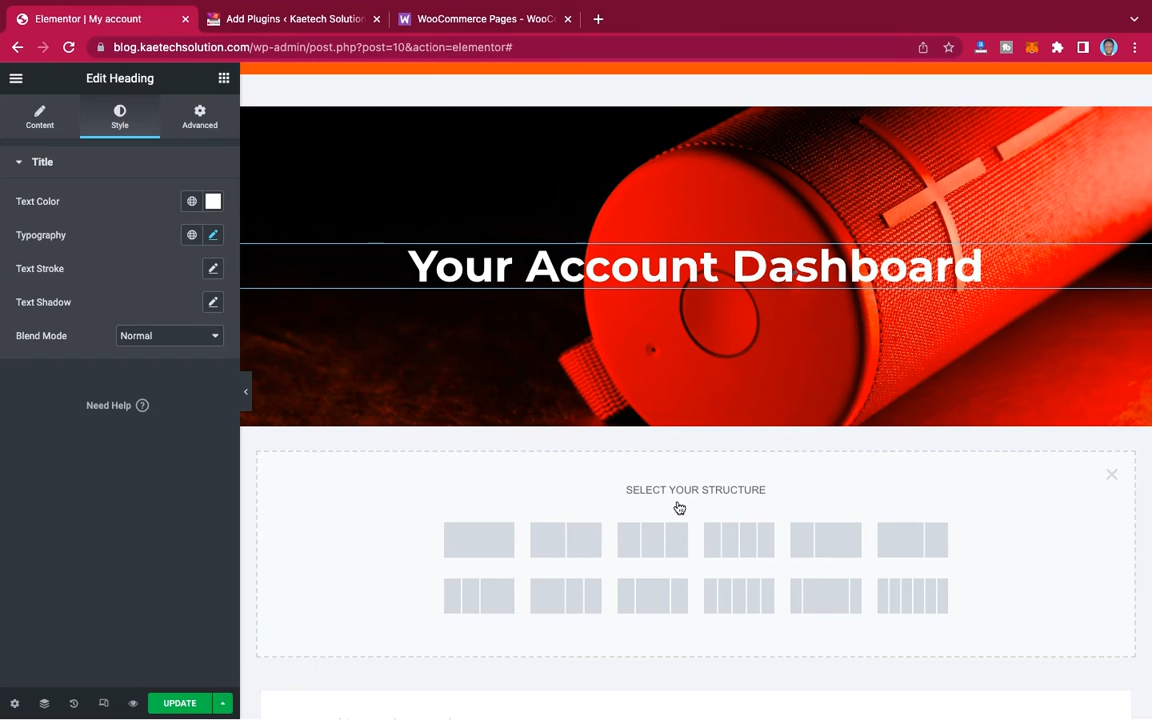 Elementor | My account
Add Plugins ‹ Kaetech Solution
WooCommerce Pages - WooC
blog.kaetechsolution.com/wp-admin/post.php?post=10&action=elementor#
Edit Heading
Content
Style
Advanced
Title
Text Color
Typography
Text Stroke
Text Shadow
Blend Mode
Normal
Need Help ?
UPDATE
Your Account Dashboard
SELECT YOUR STRUCTURE